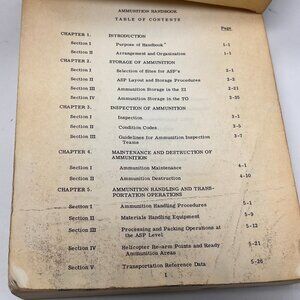 AMMUNITION HANDBOOK
TABLE OF CONTENTS
Page
CHAPTER 1. INTRODUCTION
Section I Purpose of Handbook 1-1
Section II Arrangement and Organization 1-1
CHAPTER 2. STORAGE OF AMMUNITION
Section I Selection of Sites for ASP's 2-1
Section II ASP Layout and Storage Procedures 2-2
Section III Ammunition Storage in the ZI 2-21
Section IV Ammunition Storage in the TO 2-25
CHAPTER 3. INSPECTION OF AMMUNITION
Section I Inspection 3-1
Section II Condition Codes 3-5
Section III Guidelines for Ammunition Inspection 3-7
Teams
CHAPTER 4. MAINTENANCE AND DESTRUCTION OF
AMMUNITION
Section I Ammunition Maintenance 4-1
Section II Ammunition Destruction 4-10
CHAPTER 5. AMMUNITION HANDLING AND TRANS-
PORTATION OPERATIONS
Section I Ammunition Handling Procedures 5-1
Section II Materials Handling Equipment 5-9
Section III Processing and Packing Operations at 5-12
the ASP Level
Section IV Helicopter Re-arm Points and Ready 5-21
Ammunition Areas
Section V Transportation Reference Data 5-26